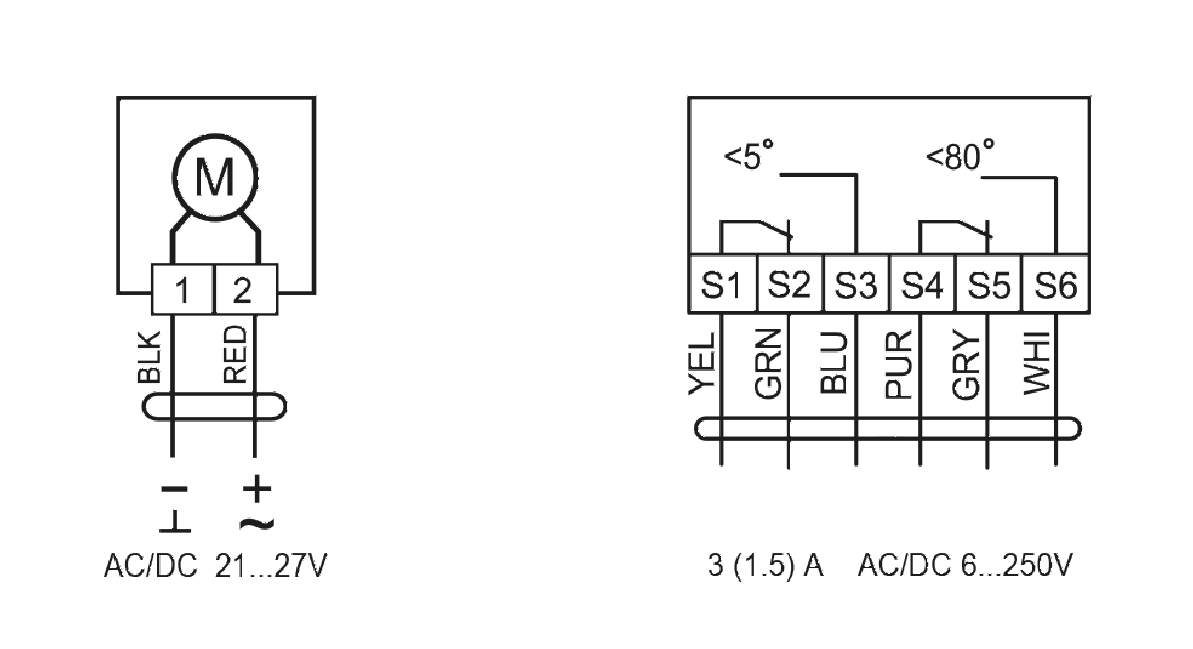 M
1 2
BLK RED
− +
⊥ ~
AC/DC 21...27V
<5° <80°
S1 S2 S3 S4 S5 S6
YEL GRN BLU PUR GRY WHI
3 (1.5) A AC/DC 6...250V